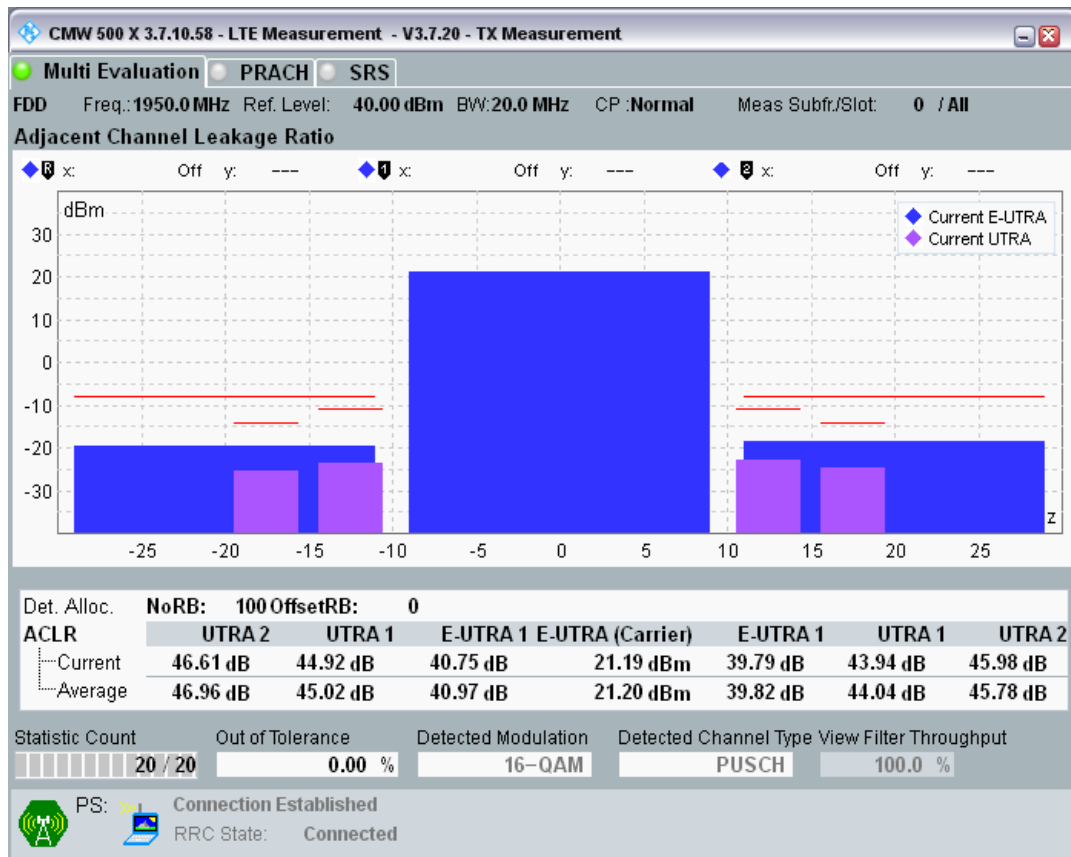 CMW 500 X 3.7.10.58 - LTE Measurement - V3.7.20 - TX Measurement
Multi Evaluation PRACH SRS
FDD Freq.:1950.0 MHz Ref. Level: 40.00 dBm BW:20.0 MHz CP :Normal Meas Subfr./Slot: 0 / All
Adjacent Channel Leakage Ratio
R x: Off y: --- 1 x: Off y: --- 2 x: Off y: ---
dBm
Current E-UTRA
Current UTRA
30
20
10
0
-10
-20
-30
z
-25 -20 -15 -10 -5 0 5 10 15 20 25
Det. Alloc. NoRB: 100 OffsetRB: 0
ACLR UTRA 2 UTRA 1 E-UTRA 1 E-UTRA (Carrier) E-UTRA 1 UTRA 1 UTRA 2
Current 46.61 dB 44.92 dB 40.75 dB 21.19 dBm 39.79 dB 43.94 dB 45.98 dB
Average 46.96 dB 45.02 dB 40.97 dB 21.20 dBm 39.82 dB 44.04 dB 45.78 dB
Statistic Count Out of Tolerance Detected Modulation Detected Channel Type View Filter Throughput
20 / 20 0.00 % 16-QAM PUSCH 100.0 %
PS: Connection Established
RRC State: Connected